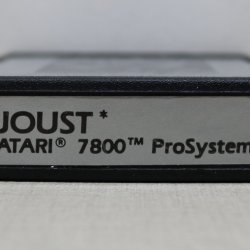 JOUST*
ATARI® 7800™ ProSystem